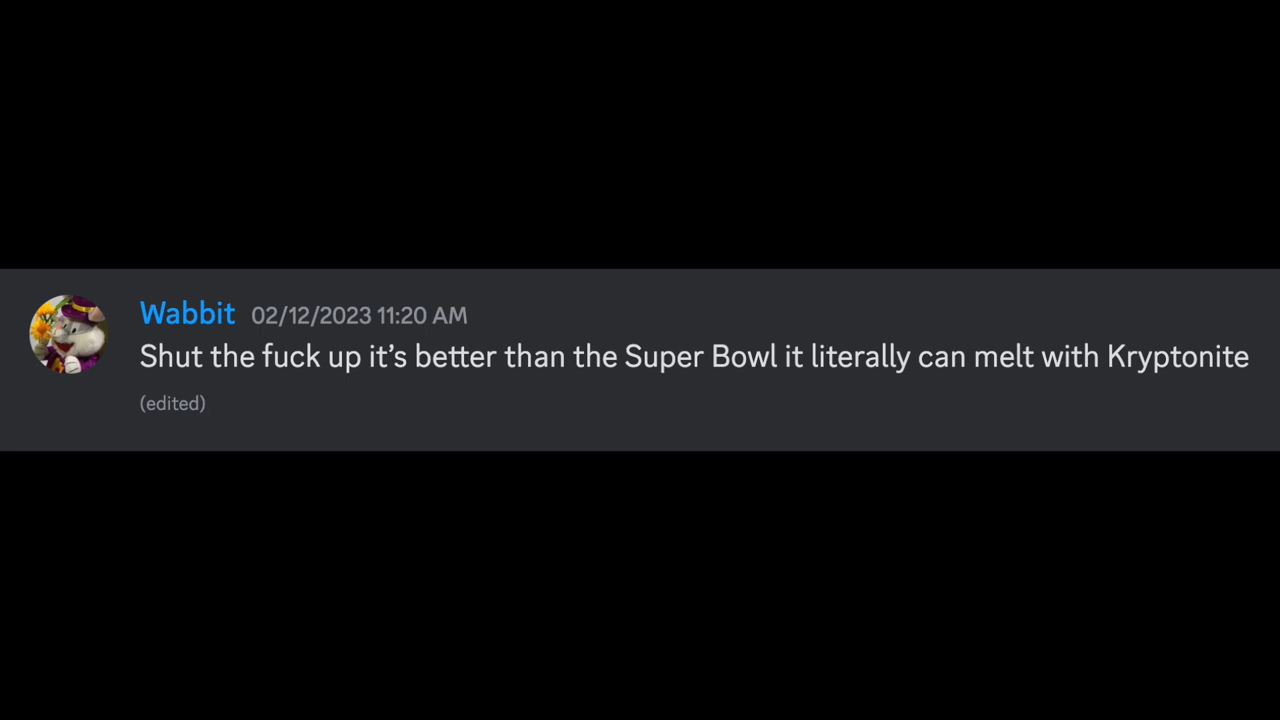 Wabbit 02/12/2023 11:20 AM
Shut the fuck up it’s better than the Super Bowl it literally can melt with Kryptonite
(edited)